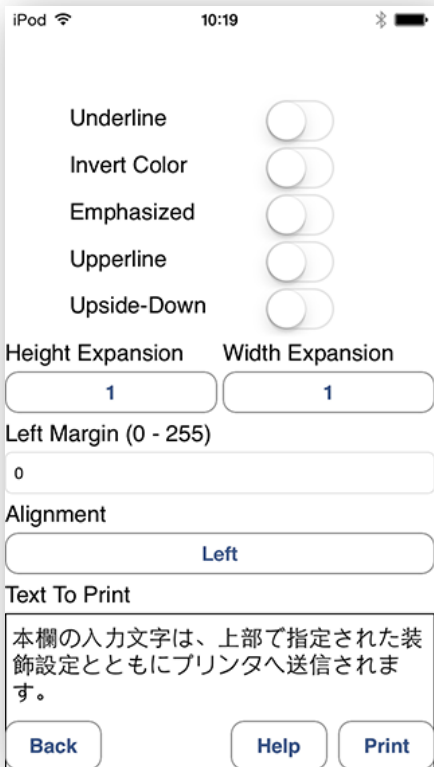 iPod 10:19
Underline
Invert Color
Emphasized
Upperline
Upside-Down
Height Expansion Width Expansion
1 1
Left Margin (0 - 255)
0
Alignment
Left
Text To Print
本欄の入力文字は、上部で指定された装
飾設定とともにプリンタへ送信されま
す。
Back Help Print